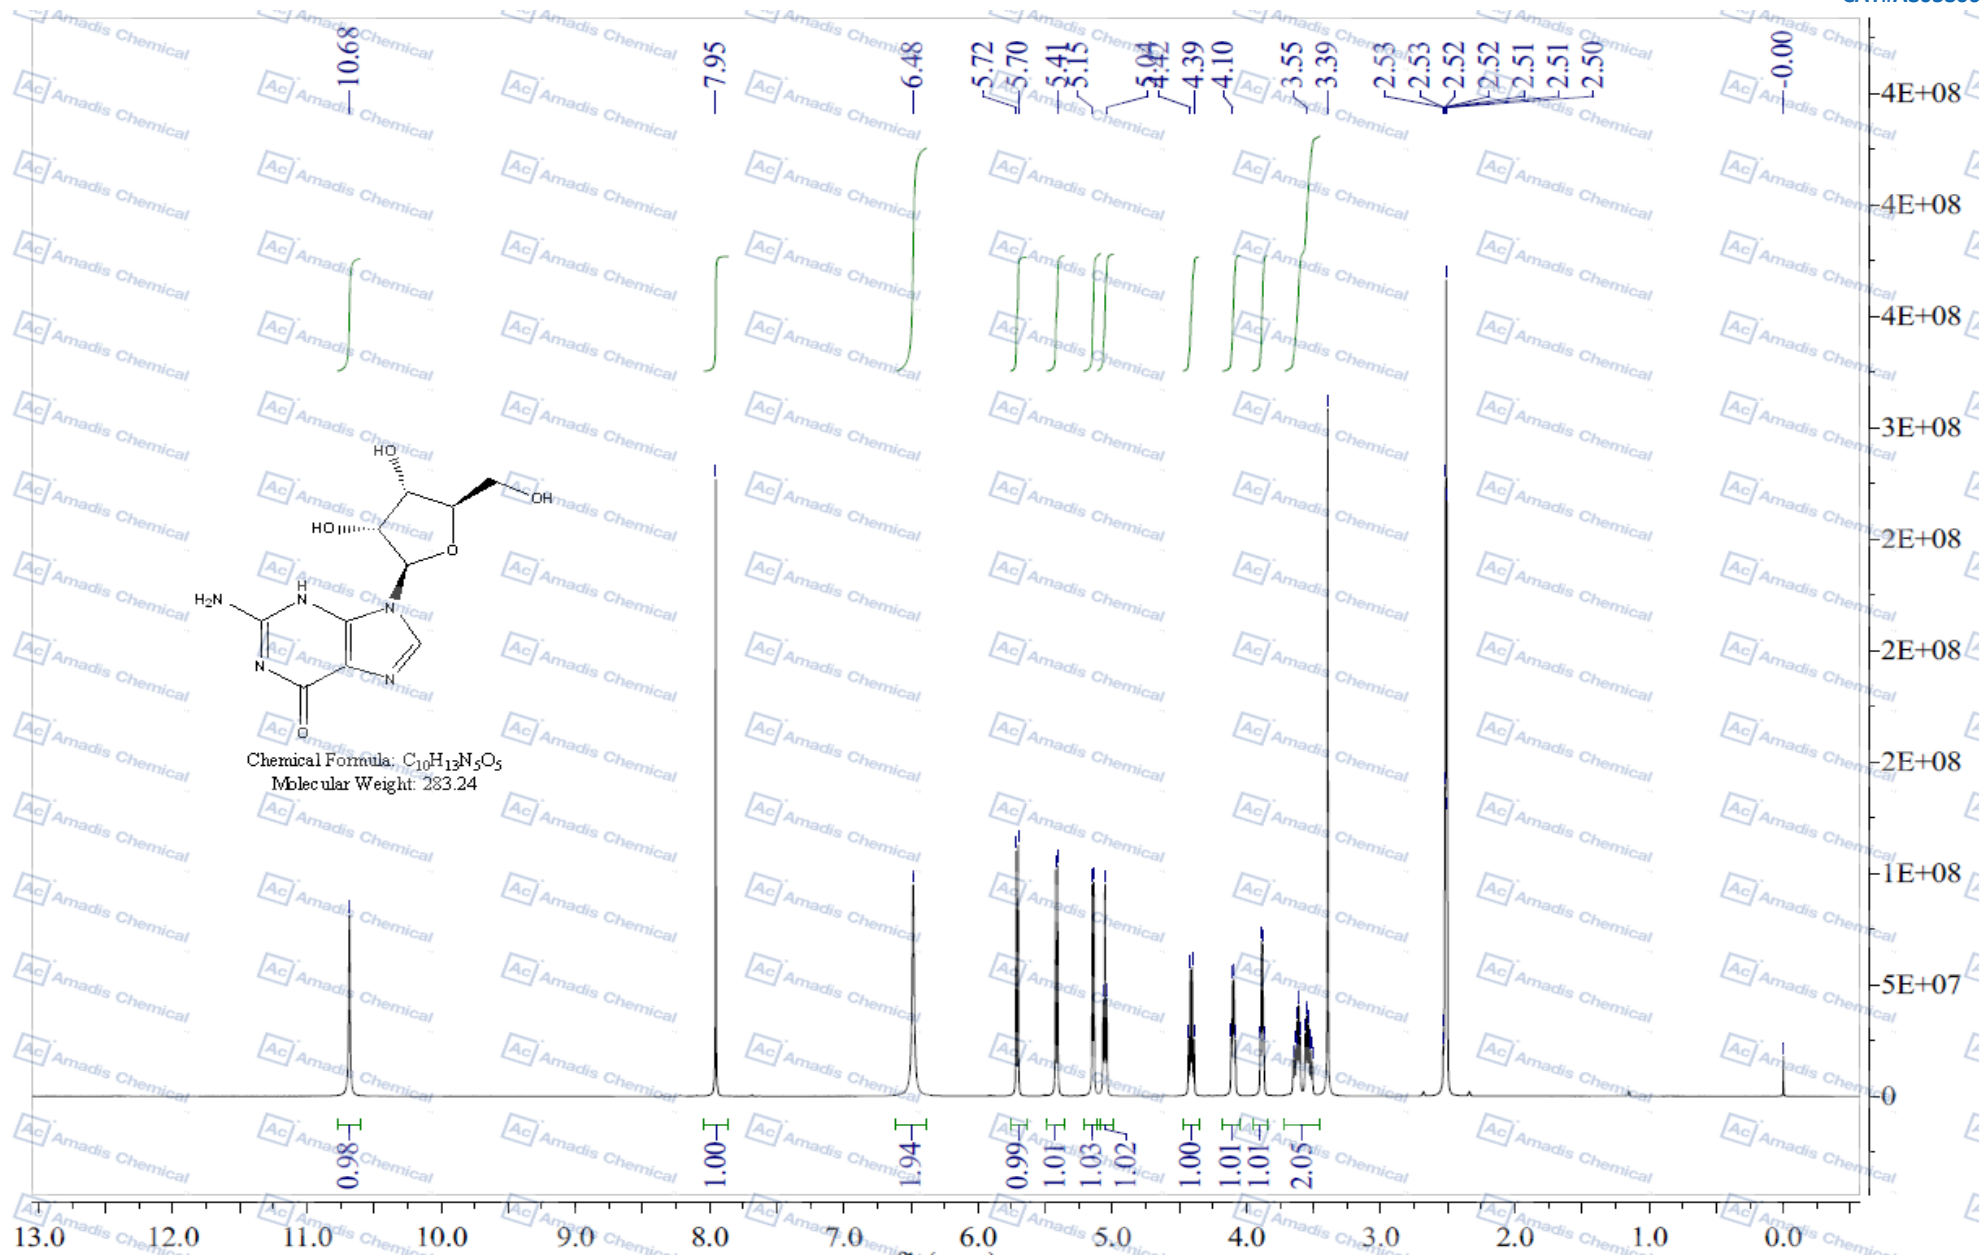 -10.68
-7.95
-6.48
5.72
5.70
5.41
5.15
5.04
4.42
4.39
4.10
3.55
3.39
2.53
2.53
2.52
2.52
2.51
2.51
2.50
-0.00
4E+08
4E+08
4E+08
3E+08
2E+08
2E+08
2E+08
1E+08
5E+07
0
HO
OH
HO
O
H
H₂N
N
N
N
N
O
Chemical Formula: C₁₀H₁₃N₅O₅
Molecular Weight: 283.24
0.98
1.00
1.94
0.99
1.01
1.03
1.02
1.00
1.01
1.01
2.05
13.0 12.0 11.0 10.0 9.0 8.0 7.0 6.0 5.0 4.0 3.0 2.0 1.0 0.0
Ac Amadis Chemical